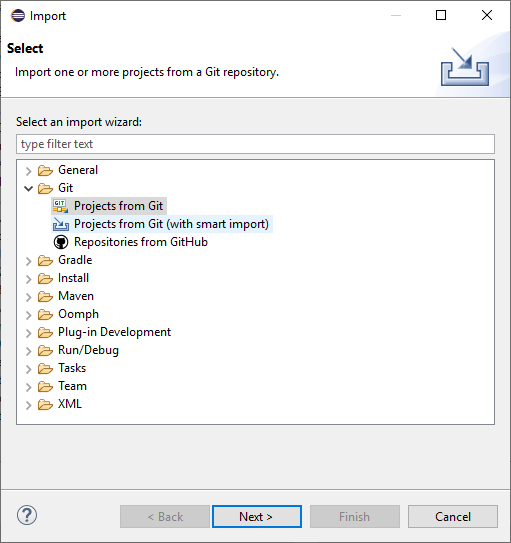 Import
Select
Import one or more projects from a Git repository.
Select an import wizard:
type filter text
General
Git
GIT
Projects from Git
Projects from Git (with smart import)
Repositories from GitHub
Gradle
Install
Maven
Oomph
Plug-in Development
Run/Debug
Tasks
Team
XML
?
< Back
Next >
Finish
Cancel